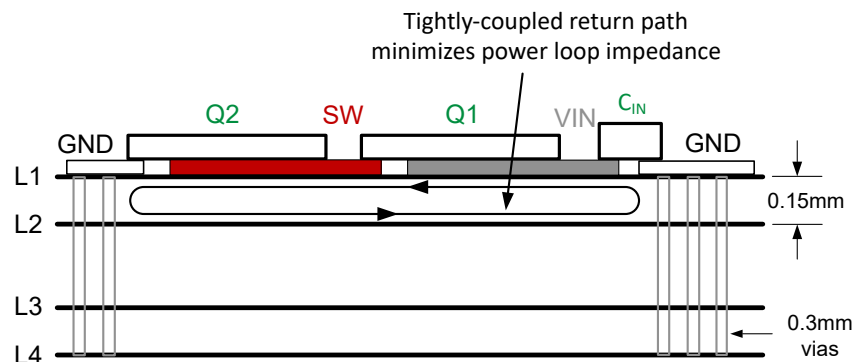 Tightly-coupled return path
minimizes power loop impedance
Q2
SW
Q1
VIN
CIN
GND
GND
L1
0.15mm
L2
L3
0.3mm
vias
L4